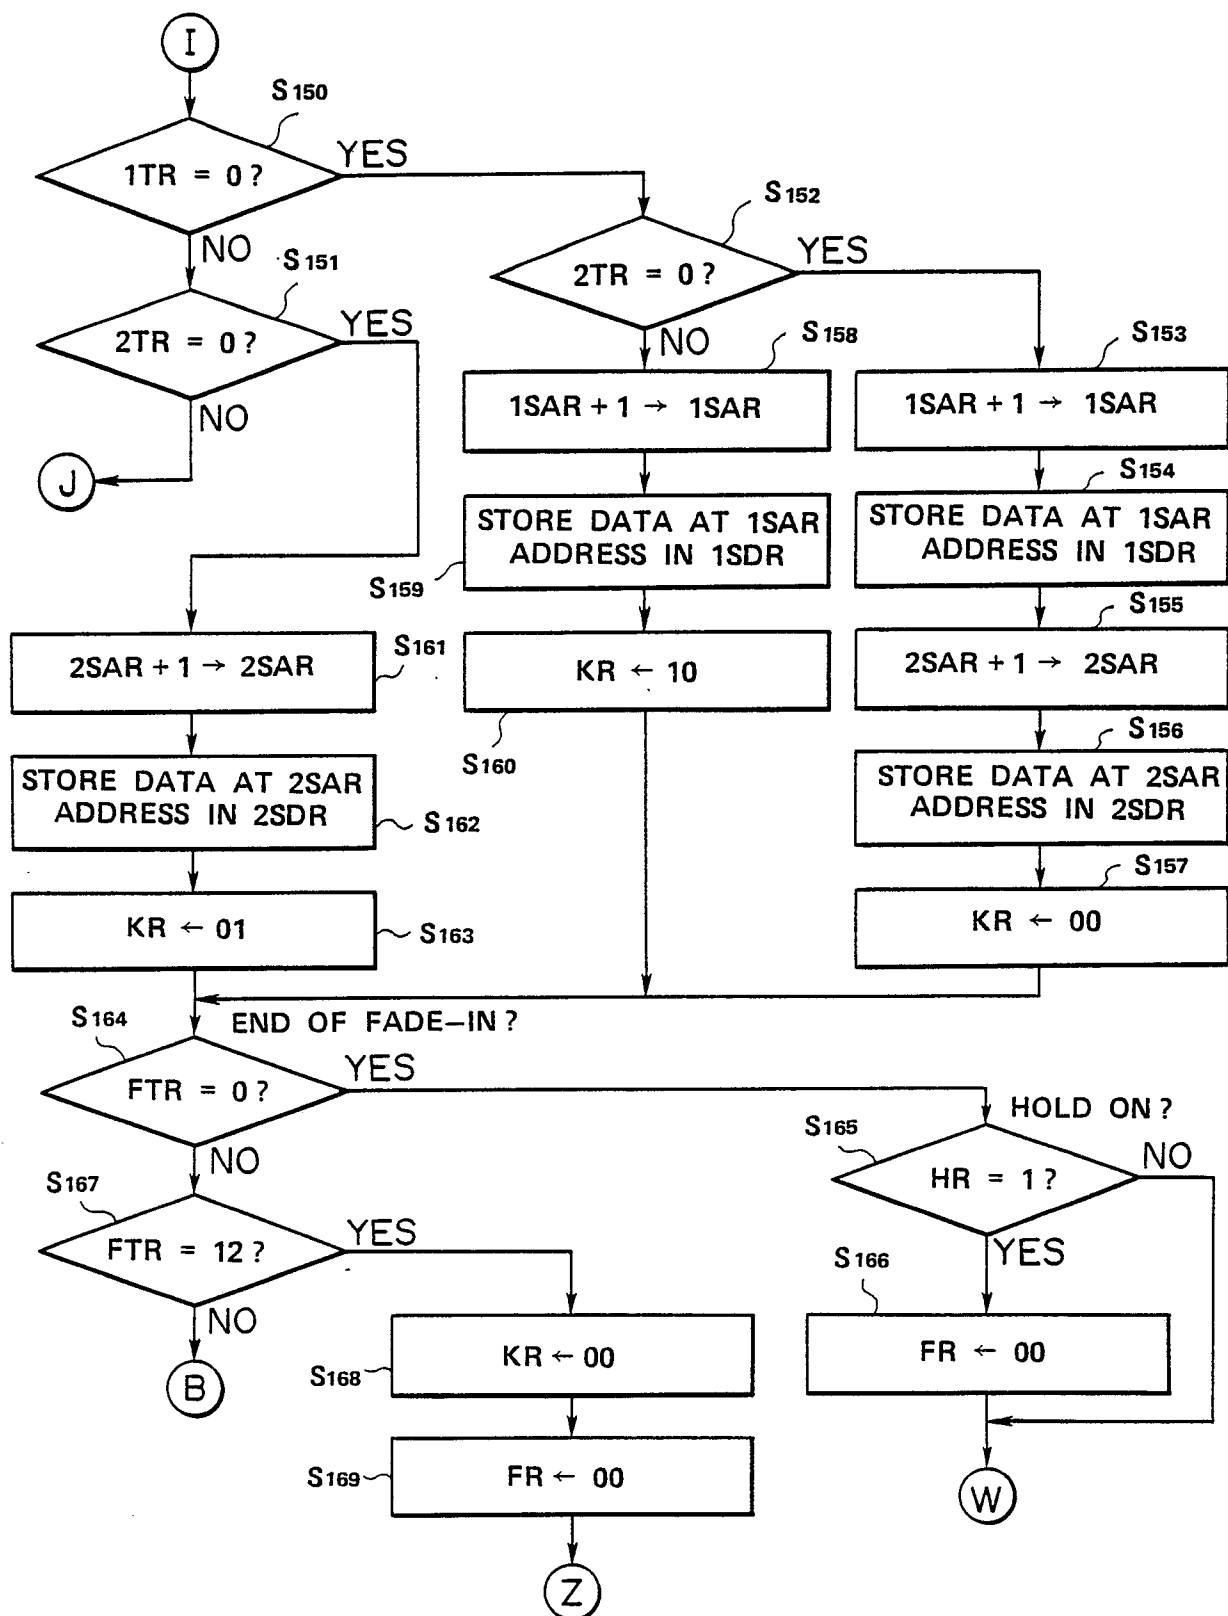 I
S150
1TR = 0?
YES
NO
S151
2TR = 0?
YES
NO
J
S152
2TR = 0?
YES
NO
S158
1SAR + 1 → 1SAR
STORE DATA AT 1SAR
ADDRESS IN 1SDR
S159
KR ← 10
S160
S153
1SAR + 1 → 1SAR
S154
STORE DATA AT 1SAR
ADDRESS IN 1SDR
S155
2SAR + 1 → 2SAR
S156
STORE DATA AT 2SAR
ADDRESS IN 2SDR
S157
KR ← 00
2SAR + 1 → 2SAR
S161
STORE DATA AT 2SAR
ADDRESS IN 2SDR
S162
KR ← 01
S163
S164
END OF FADE-IN?
FTR = 0?
YES
NO
HOLD ON?
S165
HR = 1?
NO
YES
S166
FR ← 00
W
S167
FTR = 12?
YES
NO
B
KR ← 00
S168
FR ← 00
S169
Z